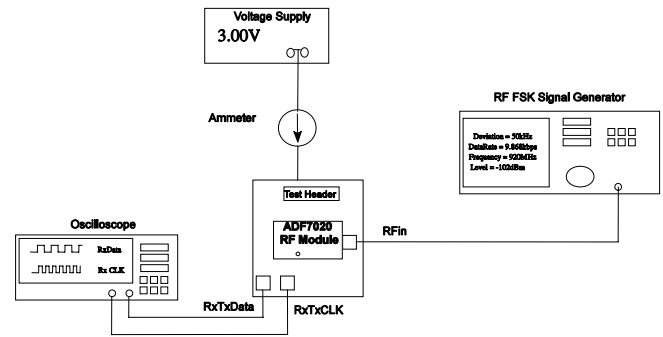 Voltage Supply
3.00V
Ammeter
RF FSK Signal Generator
Deviation = 50kHz
DataRate = 9.868kbps
Frequency = 920MHz
Level = -102dBm
Test Header
ADF7020
RF Module
RFin
Oscilloscope
RxData
Rx CLK
RxTxData
RxTxCLK